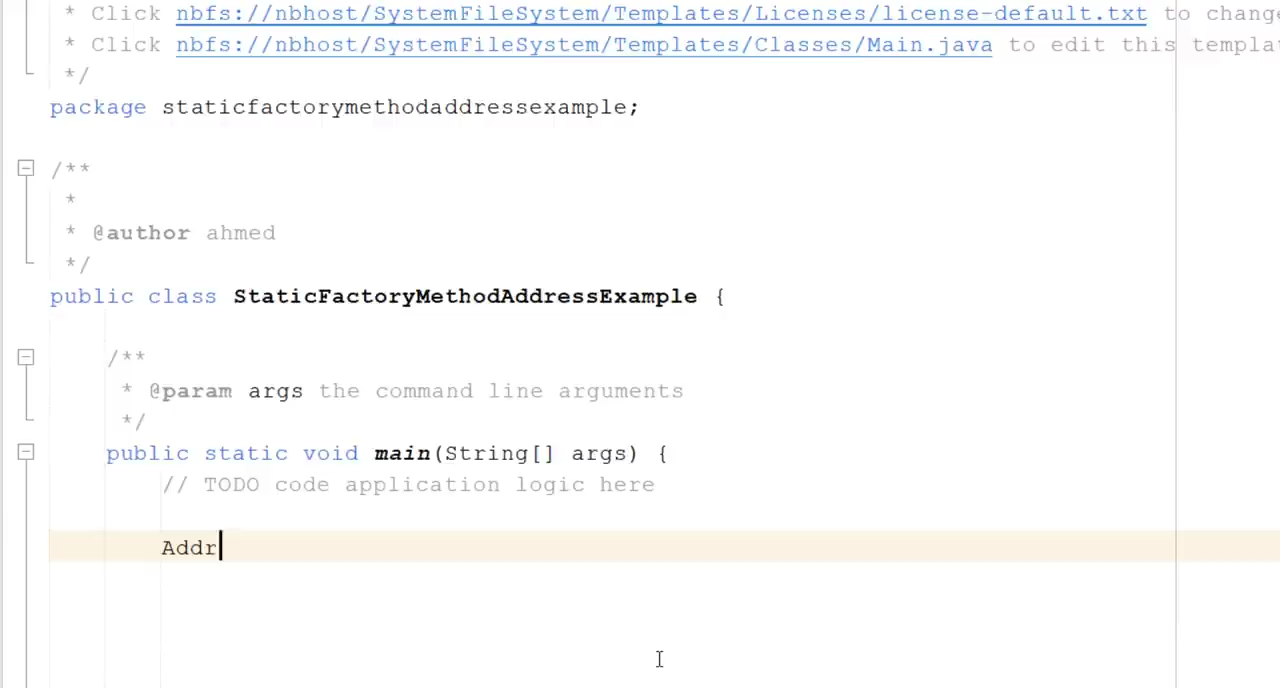 * Click nbfs://nbhost/SystemFileSystem/Templates/Licenses/license-default.txt to change
* Click nbfs://nbhost/SystemFileSystem/Templates/Classes/Main.java to edit this templa
*/
package staticfactorymethodaddressexample;
/**
*
* @author ahmed
*/
public class StaticFactoryMethodAddressExample {
/**
* @param args the command line arguments
*/
public static void main(String[] args) {
// TODO code application logic here
Addr